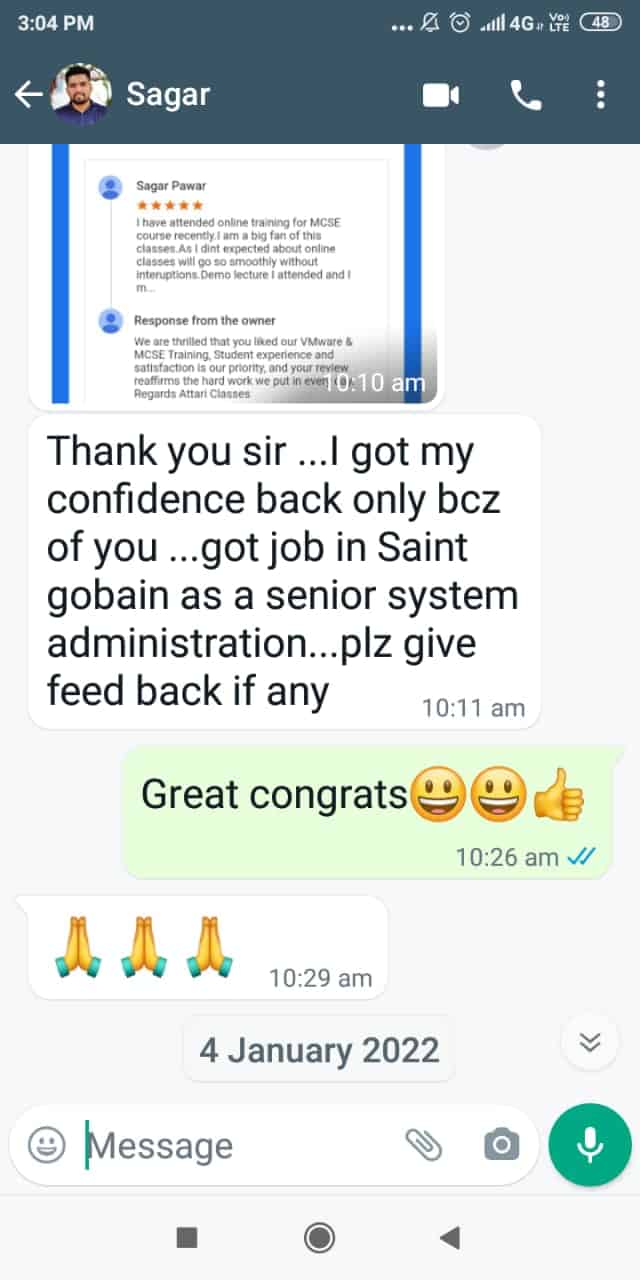 3:04 PM
4G
Vo)
LTE
48
Sagar
Sagar Pawar
I have attended online training for MCSE
course recently.I am a big fan of this
classes.As I dint expected about online
classes will go so smoothly without
interuptions.Demo lecture I attended and I
m...
Response from the owner
We are thrilled that you liked our VMware &
MCSE Training, Student experience and
satisfaction is our priority, and your review
reaffirms the hard work we put in every day.
Regards Attari Classes
10:10 am
Thank you sir ...I got my
confidence back only bcz
of you ...got job in Saint
gobain as a senior system
administration...plz give
feed back if any
10:11 am
Great congrats😃😃👍
10:26 am
🙏🙏🙏
10:29 am
4 January 2022
Message